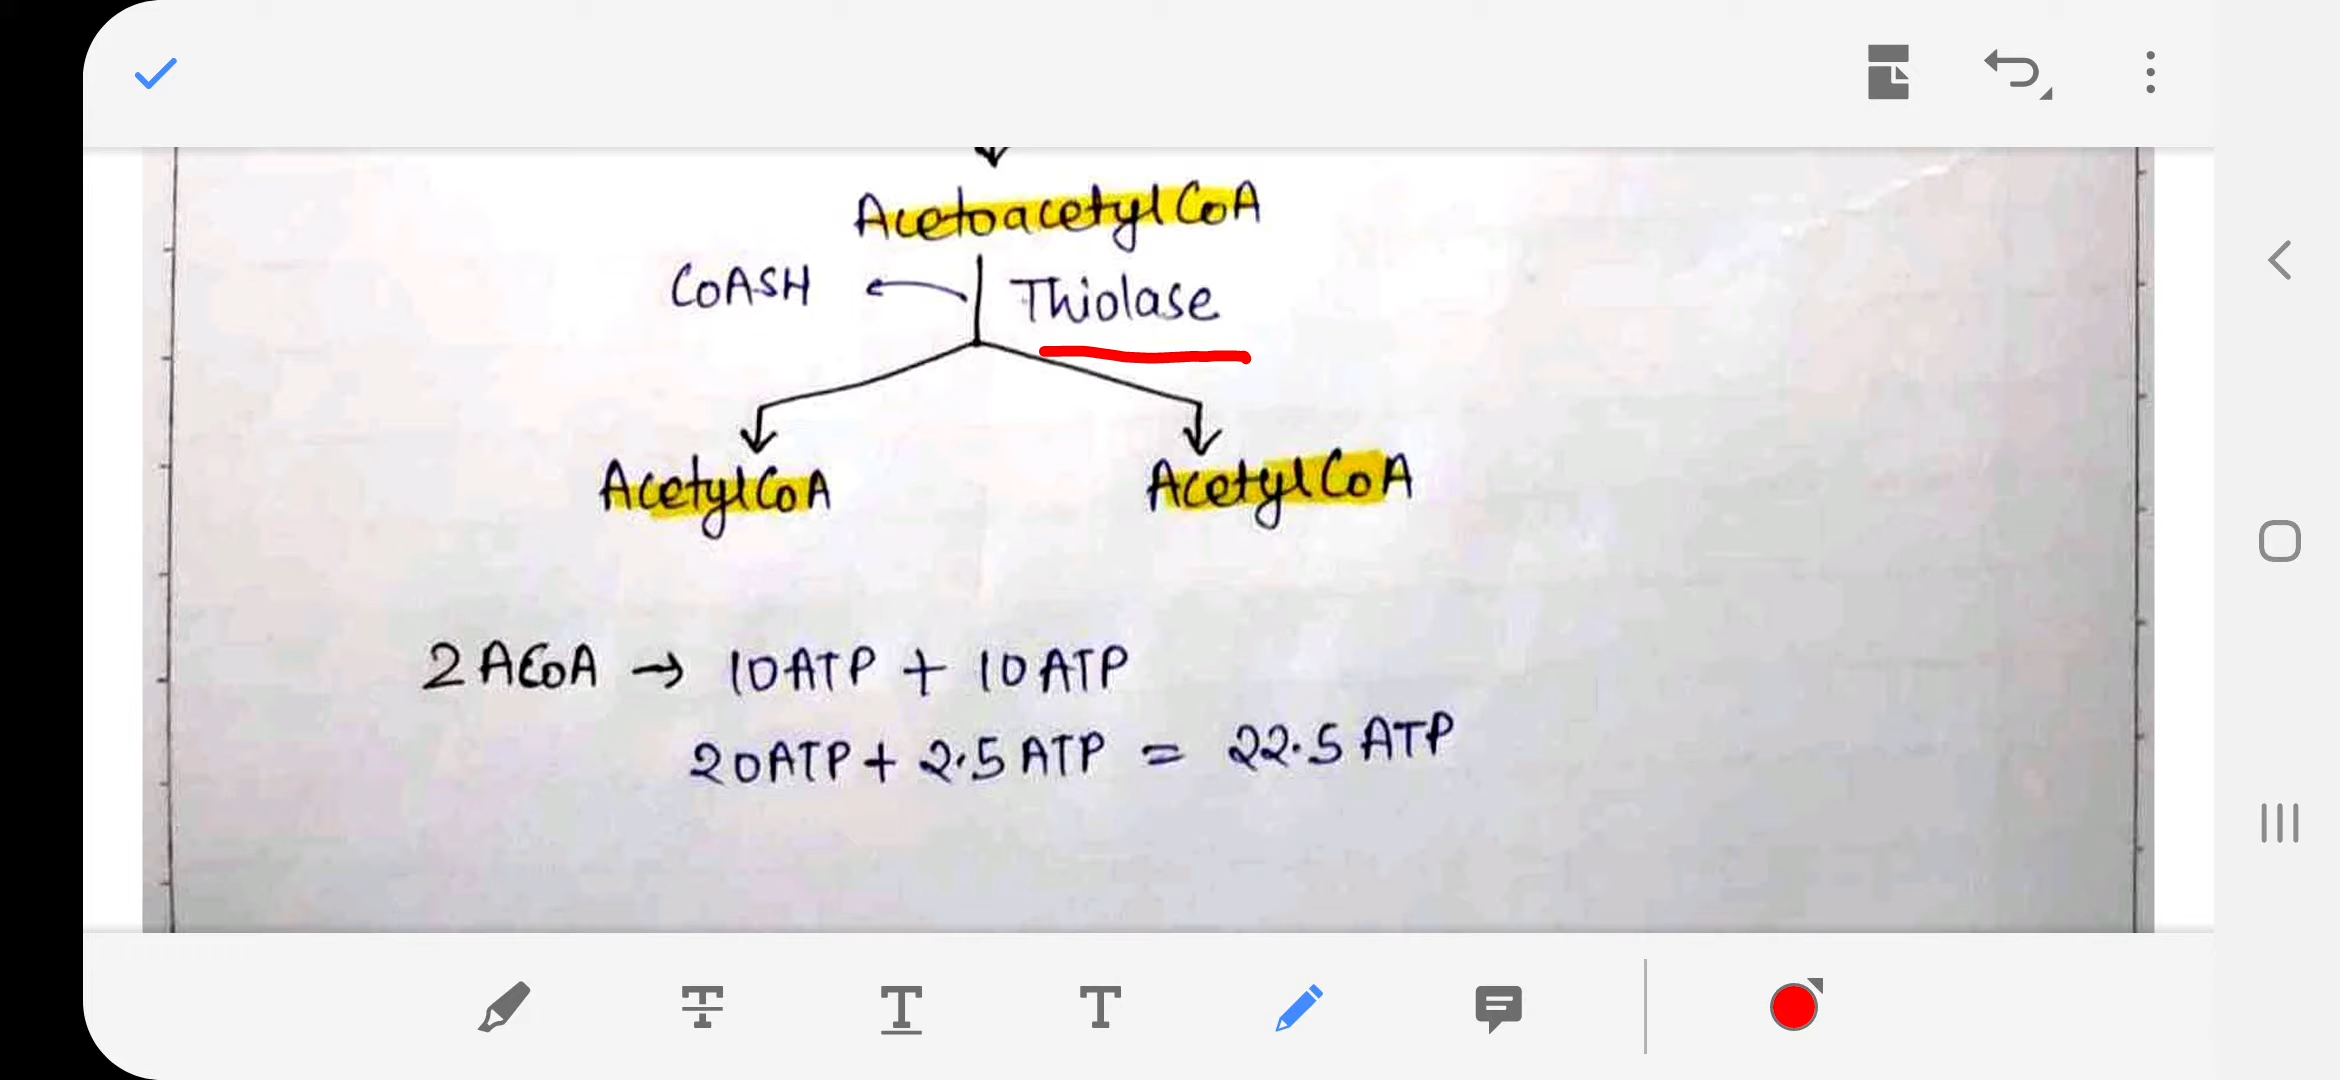 Acetoacetyl CoA
CoASH Thiolase
Acetyl CoA Acetyl CoA
2 ACoA → 10 ATP + 10 ATP
20 ATP + 2.5 ATP = 22.5 ATP